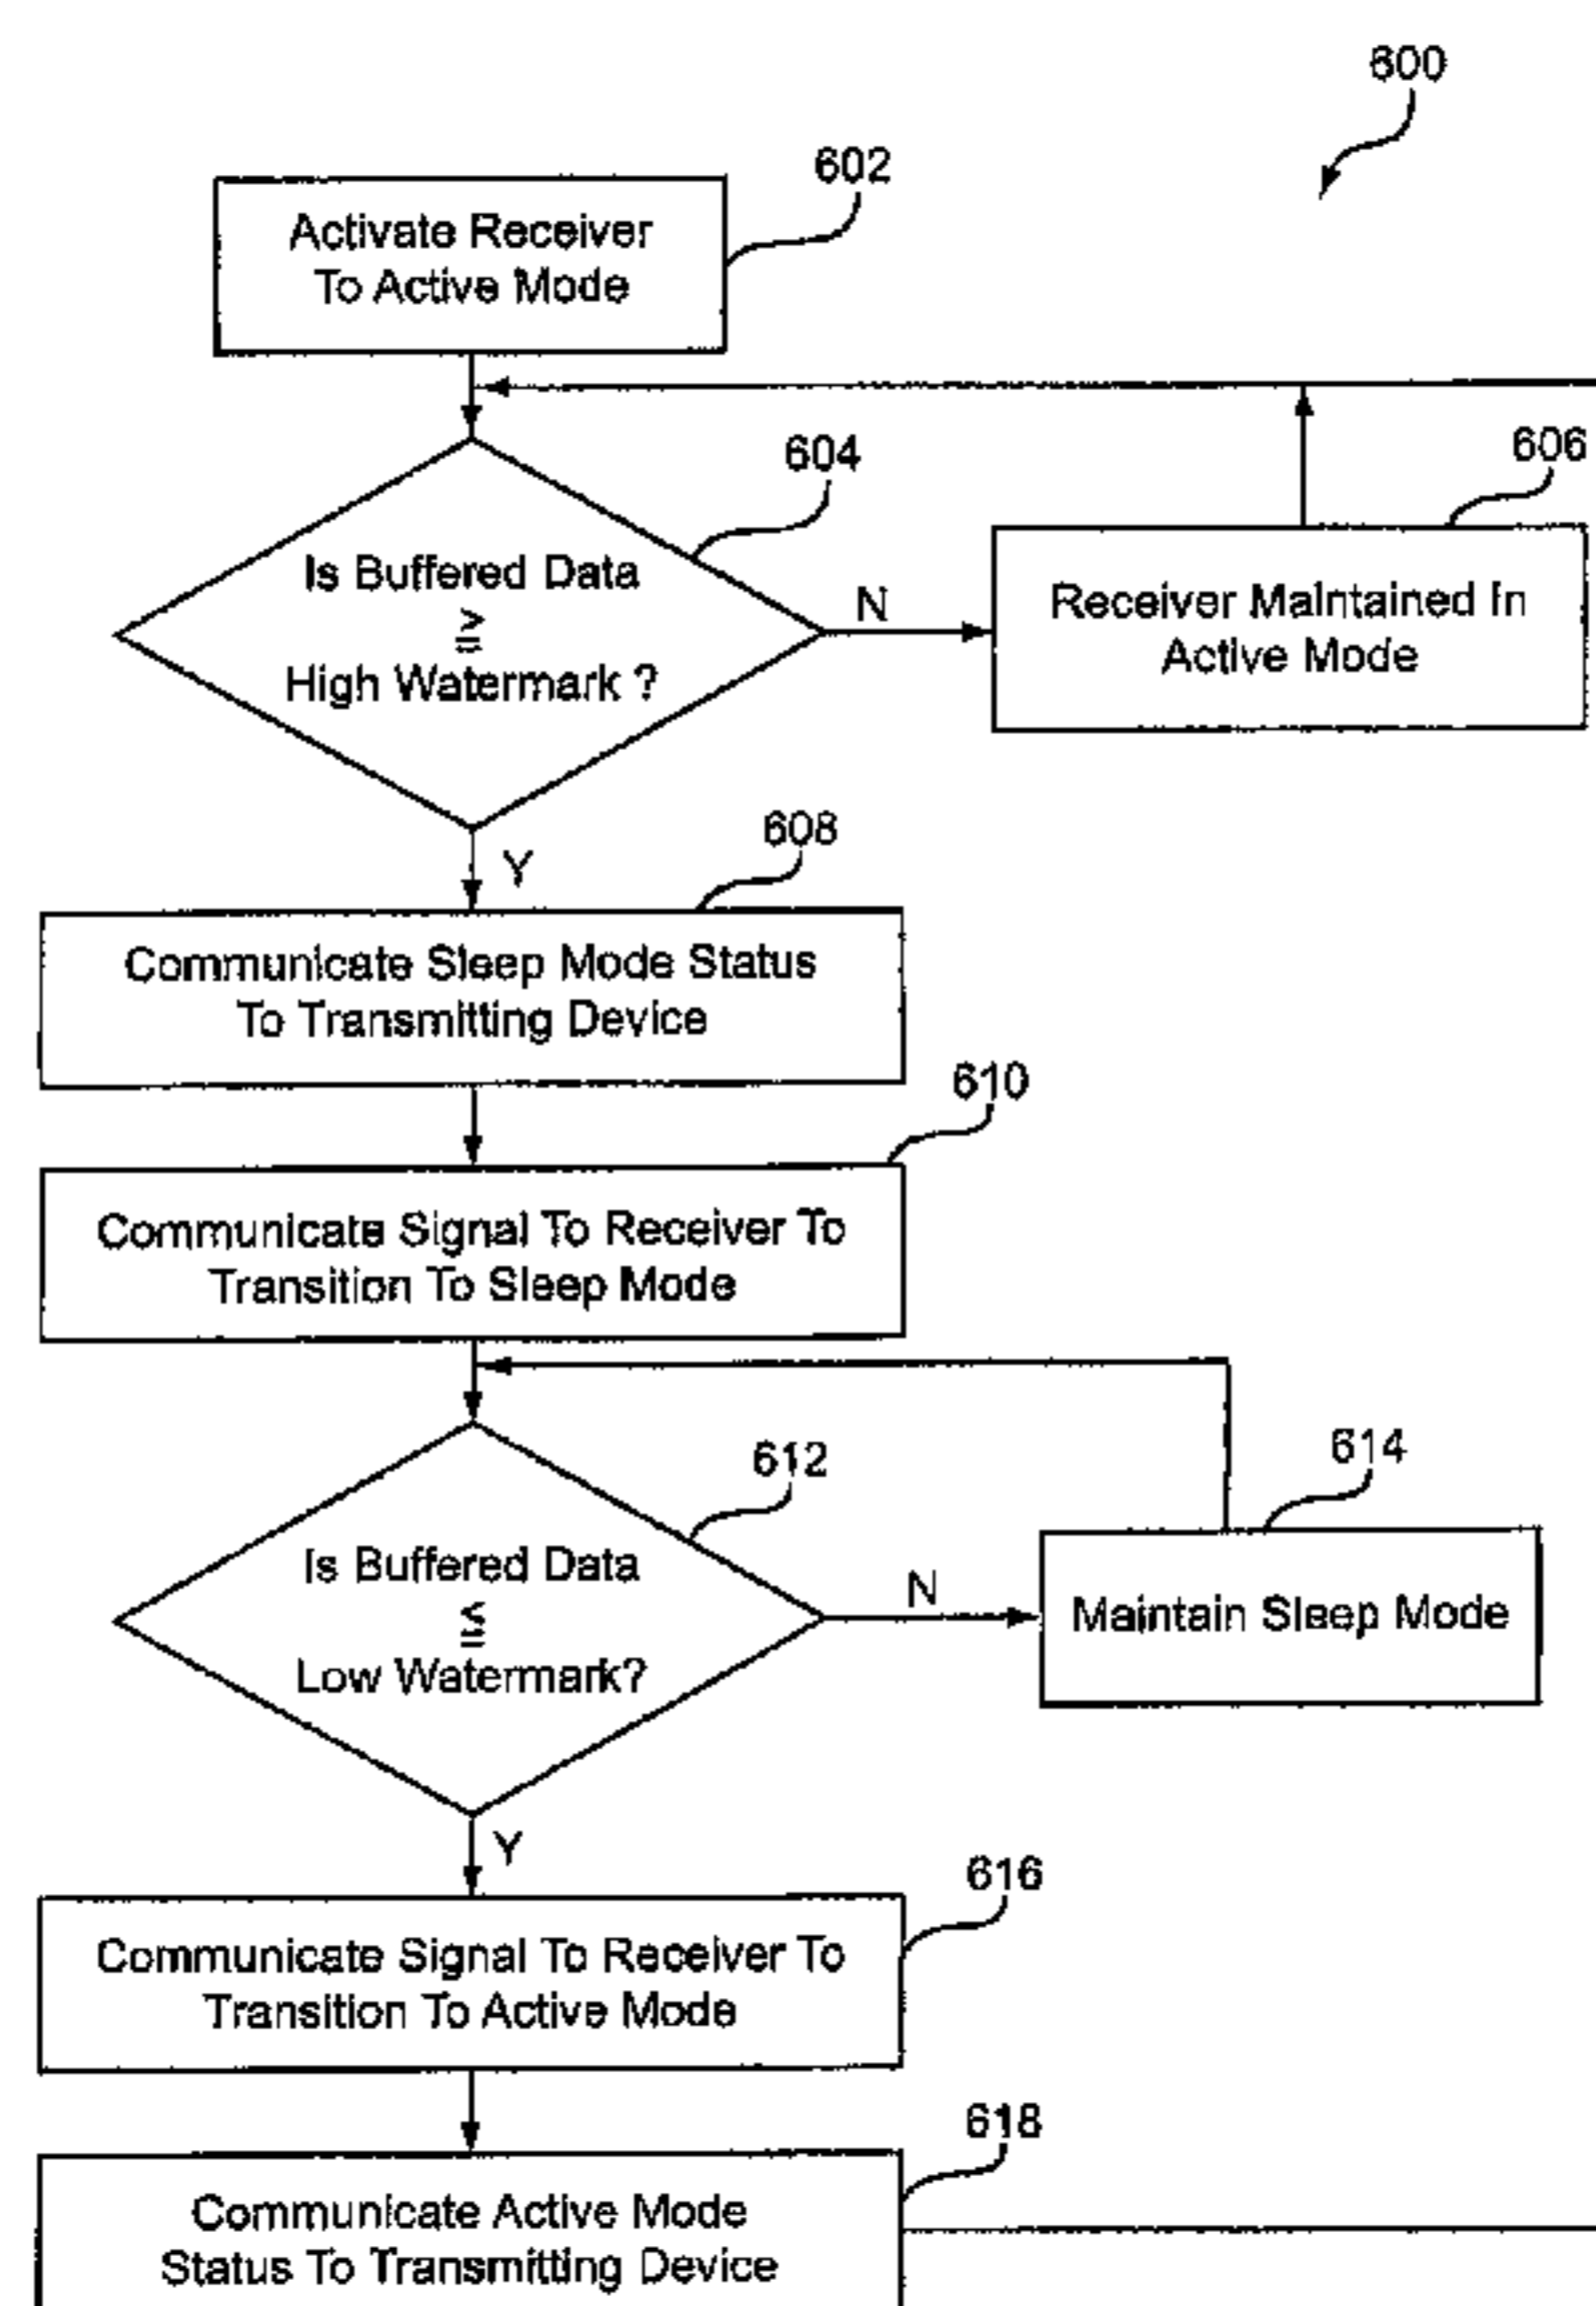 600
602
Activate Receiver
To Active Mode
604
606
Is Buffered Data
≧
High Watermark ?
N
Receiver Maintained In
Active Mode
Y
608
Communicate Sleep Mode Status
To Transmitting Device
610
Communicate Signal To Receiver To
Transition To Sleep Mode
612
614
Is Buffered Data
≦
Low Watermark?
N
Maintain Sleep Mode
Y
616
Communicate Signal To Receiver To
Transition To Active Mode
618
Communicate Active Mode
Status To Transmitting Device